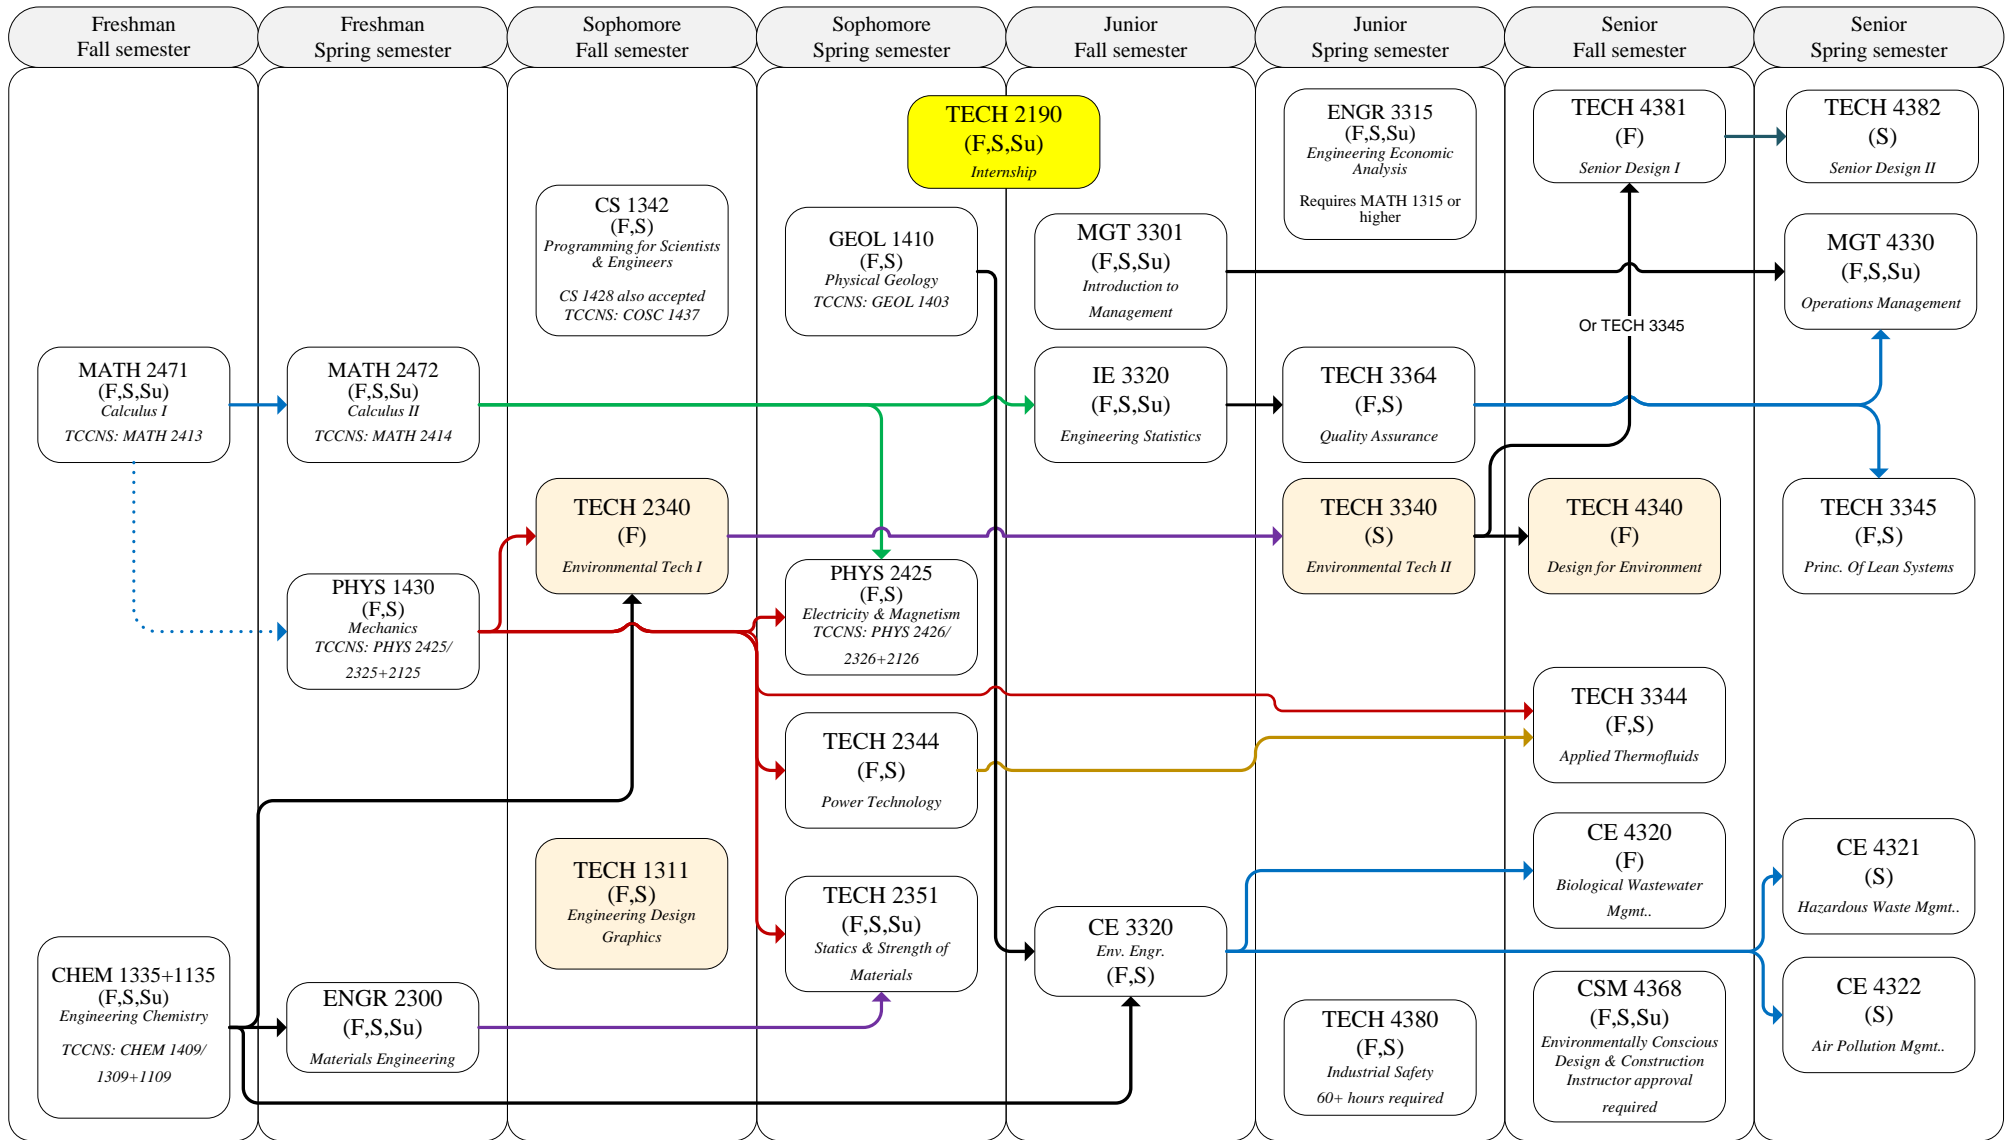 Freshman
Fall semester
Freshman
Spring semester
Sophomore
Fall semester
Sophomore
Spring semester
Junior
Fall semester
Junior
Spring semester
Senior
Fall semester
Senior
Spring semester
MATH 2471
(F,S,Su)
Calculus I
TCCNS: MATH 2413
CHEM 1335+1135
(F,S,Su)
Engineering Chemistry
TCCNS: CHEM 1409/
1309+1109
MATH 2472
(F,S,Su)
Calculus II
TCCNS: MATH 2414
PHYS 1430
(F,S)
Mechanics
TCCNS: PHYS 2425/
2325+2125
ENGR 2300
(F,S,Su)
Materials Engineering
CS 1342
(F,S)
Programming for Scientists
& Engineers
CS 1428 also accepted
TCCNS: COSC 1437
TECH 2340
(F)
Environmental Tech I
TECH 1311
(F,S)
Engineering Design
Graphics
TECH 2190
(F,S,Su)
Internship
GEOL 1410
(F,S)
Physical Geology
TCCNS: GEOL 1403
PHYS 2425
(F,S)
Electricity & Magnetism
TCCNS: PHYS 2426/
2326+2126
TECH 2344
(F,S)
Power Technology
TECH 2351
(F,S,Su)
Statics & Strength of
Materials
MGT 3301
(F,S,Su)
Introduction to
Management
IE 3320
(F,S,Su)
Engineering Statistics
CE 3320
Env. Engr.
(F,S)
ENGR 3315
(F,S,Su)
Engineering Economic
Analysis
Requires MATH 1315 or
higher
TECH 3364
(F,S)
Quality Assurance
TECH 3340
(S)
Environmental Tech II
TECH 4380
(F,S)
Industrial Safety
60+ hours required
TECH 4381
(F)
Senior Design I
Or TECH 3345
TECH 4340
(F)
Design for Environment
TECH 3344
(F,S)
Applied Thermofluids
CE 4320
(F)
Biological Wastewater
Mgmt..
CSM 4368
(F,S,Su)
Environmentally Conscious
Design & Construction
Instructor approval
required
TECH 4382
(S)
Senior Design II
MGT 4330
(F,S,Su)
Operations Management
TECH 3345
(F,S)
Princ. Of Lean Systems
CE 4321
(S)
Hazardous Waste Mgmt..
CE 4322
(S)
Air Pollution Mgmt..